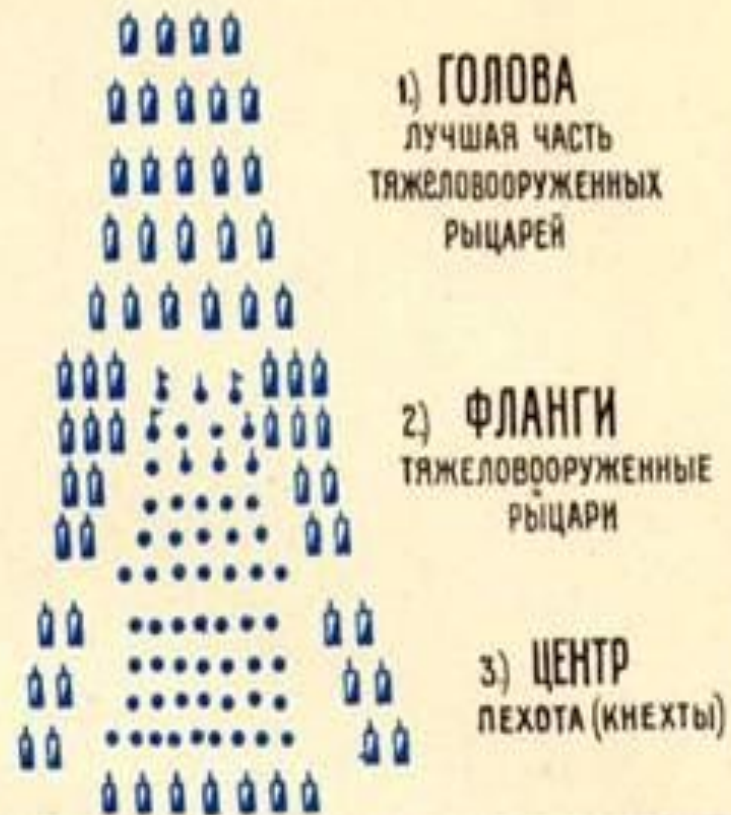 1.) ГОЛОВА
ЛУЧШАЯ ЧАСТЬ
ТЯЖЕЛОВООРУЖЕННЫХ
РЫЦАРЕЙ
2) ФЛАНГИ
ТЯЖЕЛОВООРУЖЕННЫЕ
РЫЦАРИ
3.) ЦЕНТР
ПЕХОТА (КНЕХТЫ)